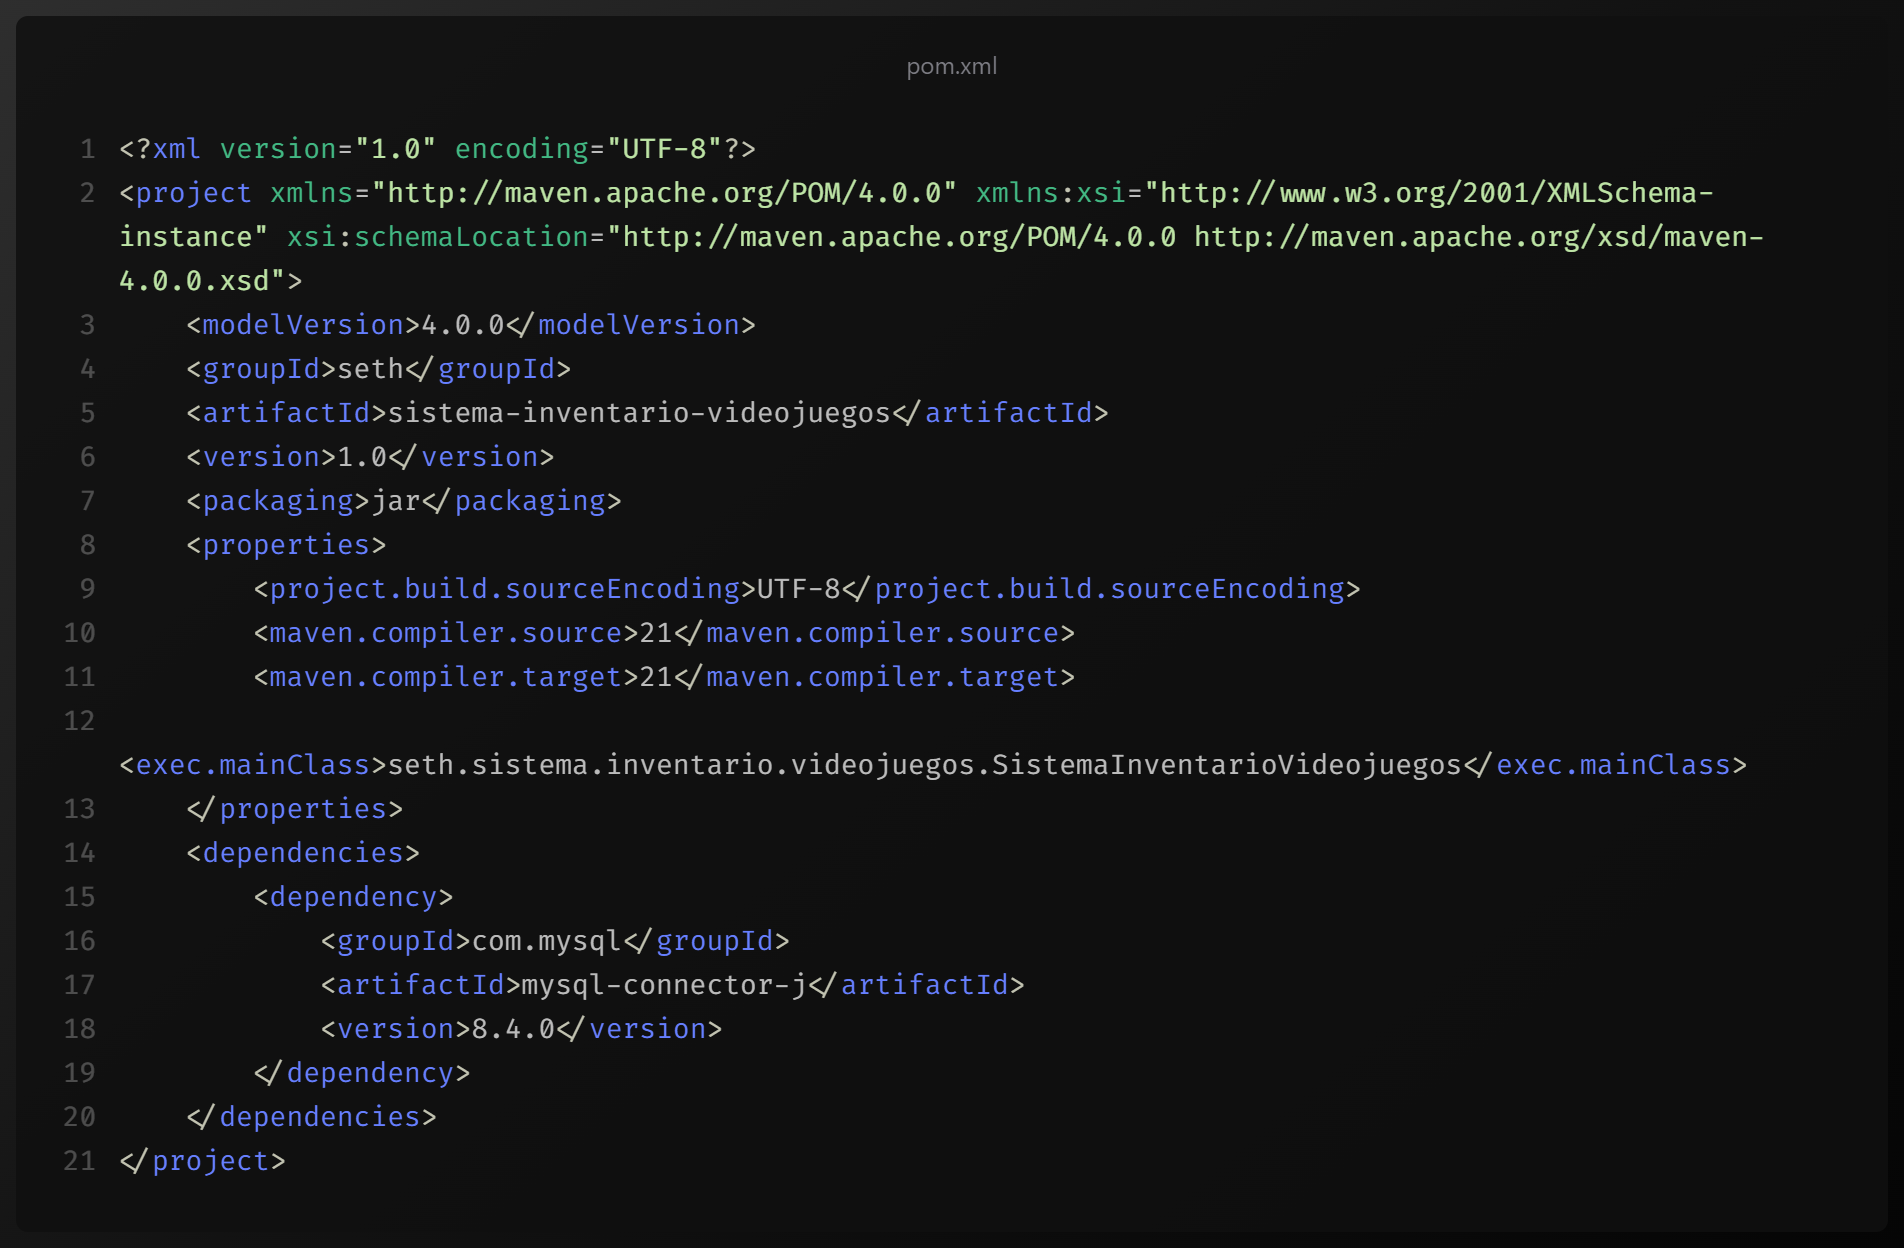 pom.xml
1 <?xml version="1.0" encoding="UTF-8"?>
2 <project xmlns="http://maven.apache.org/POM/4.0.0" xmlns:xsi="http://www.w3.org/2001/XMLSchema-
instance" xsi:schemaLocation="http://maven.apache.org/POM/4.0.0 http://maven.apache.org/xsd/maven-
4.0.0.xsd">
3     <modelVersion>4.0.0</modelVersion>
4     <groupId>seth</groupId>
5     <artifactId>sistema-inventario-videojuegos</artifactId>
6     <version>1.0</version>
7     <packaging>jar</packaging>
8     <properties>
9         <project.build.sourceEncoding>UTF-8</project.build.sourceEncoding>
10         <maven.compiler.source>21</maven.compiler.source>
11         <maven.compiler.target>21</maven.compiler.target>
12
<exec.mainClass>seth.sistema.inventario.videojuegos.SistemaInventarioVideojuegos</exec.mainClass>
13     </properties>
14     <dependencies>
15         <dependency>
16             <groupId>com.mysql</groupId>
17             <artifactId>mysql-connector-j</artifactId>
18             <version>8.4.0</version>
19         </dependency>
20     </dependencies>
21 </project>